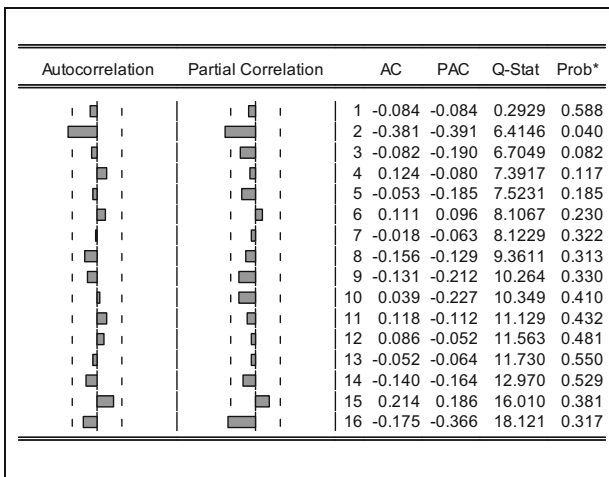 Autocorrelation Partial Correlation AC PAC Q-Stat Prob*
1 -0.084 -0.084 0.2929 0.588
2 -0.381 -0.391 6.4146 0.040
3 -0.082 -0.190 6.7049 0.082
4 0.124 -0.080 7.3917 0.117
5 -0.053 -0.185 7.5231 0.185
6 0.111 0.096 8.1067 0.230
7 -0.018 -0.063 8.1229 0.322
8 -0.156 -0.129 9.3611 0.313
9 -0.131 -0.212 10.264 0.330
10 0.039 -0.227 10.349 0.410
11 0.118 -0.112 11.129 0.432
12 0.086 -0.052 11.563 0.481
13 -0.052 -0.064 11.730 0.550
14 -0.140 -0.164 12.970 0.529
15 0.214 0.186 16.010 0.381
16 -0.175 -0.366 18.121 0.317